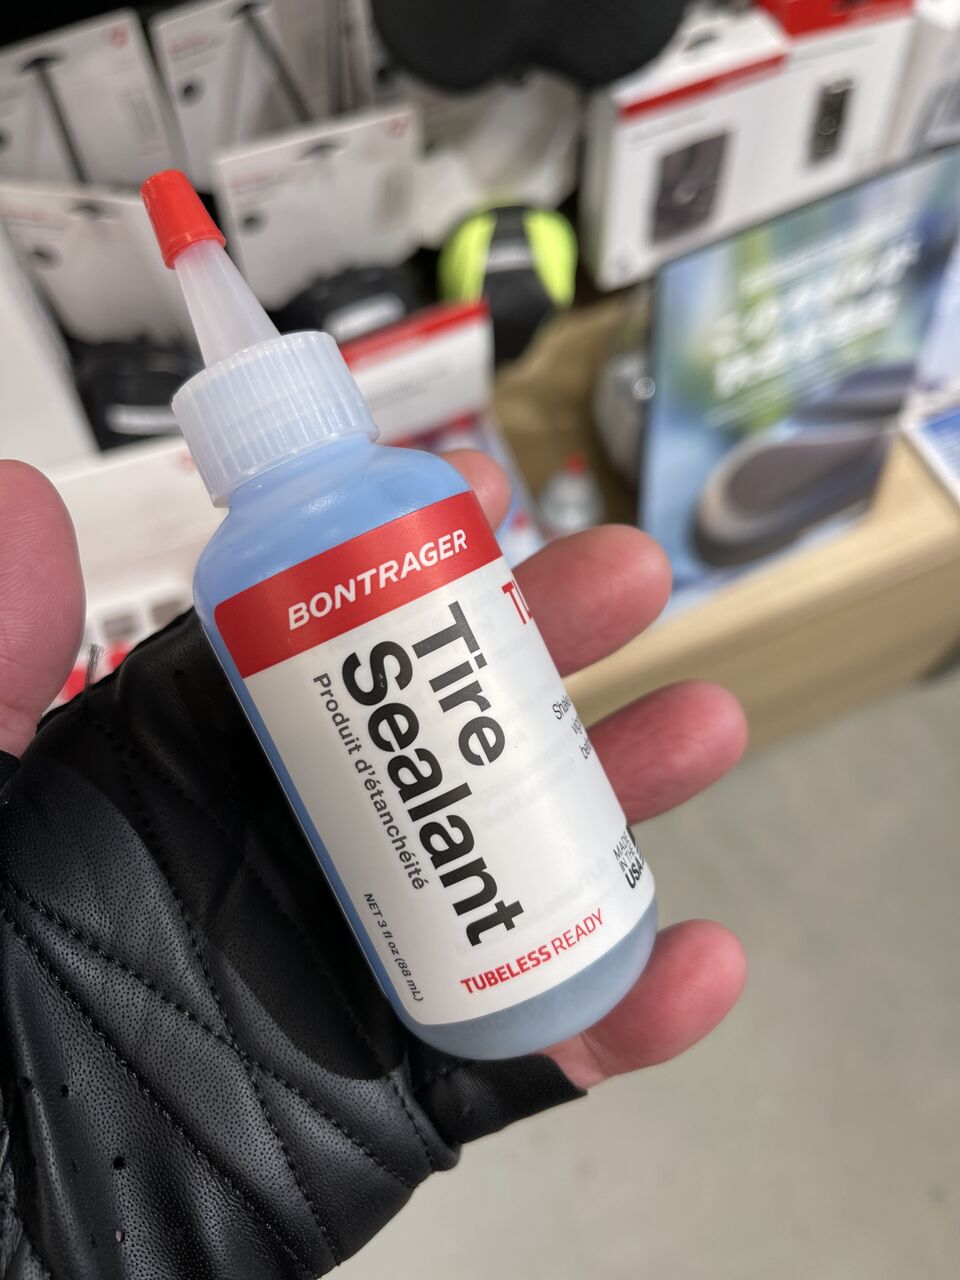 BONTRAGER
Tire
Sealant
Produit d'étanchéité
NET 3 fl oz (88 mL)
TUBELESS READY
MADE
IN THE
USA